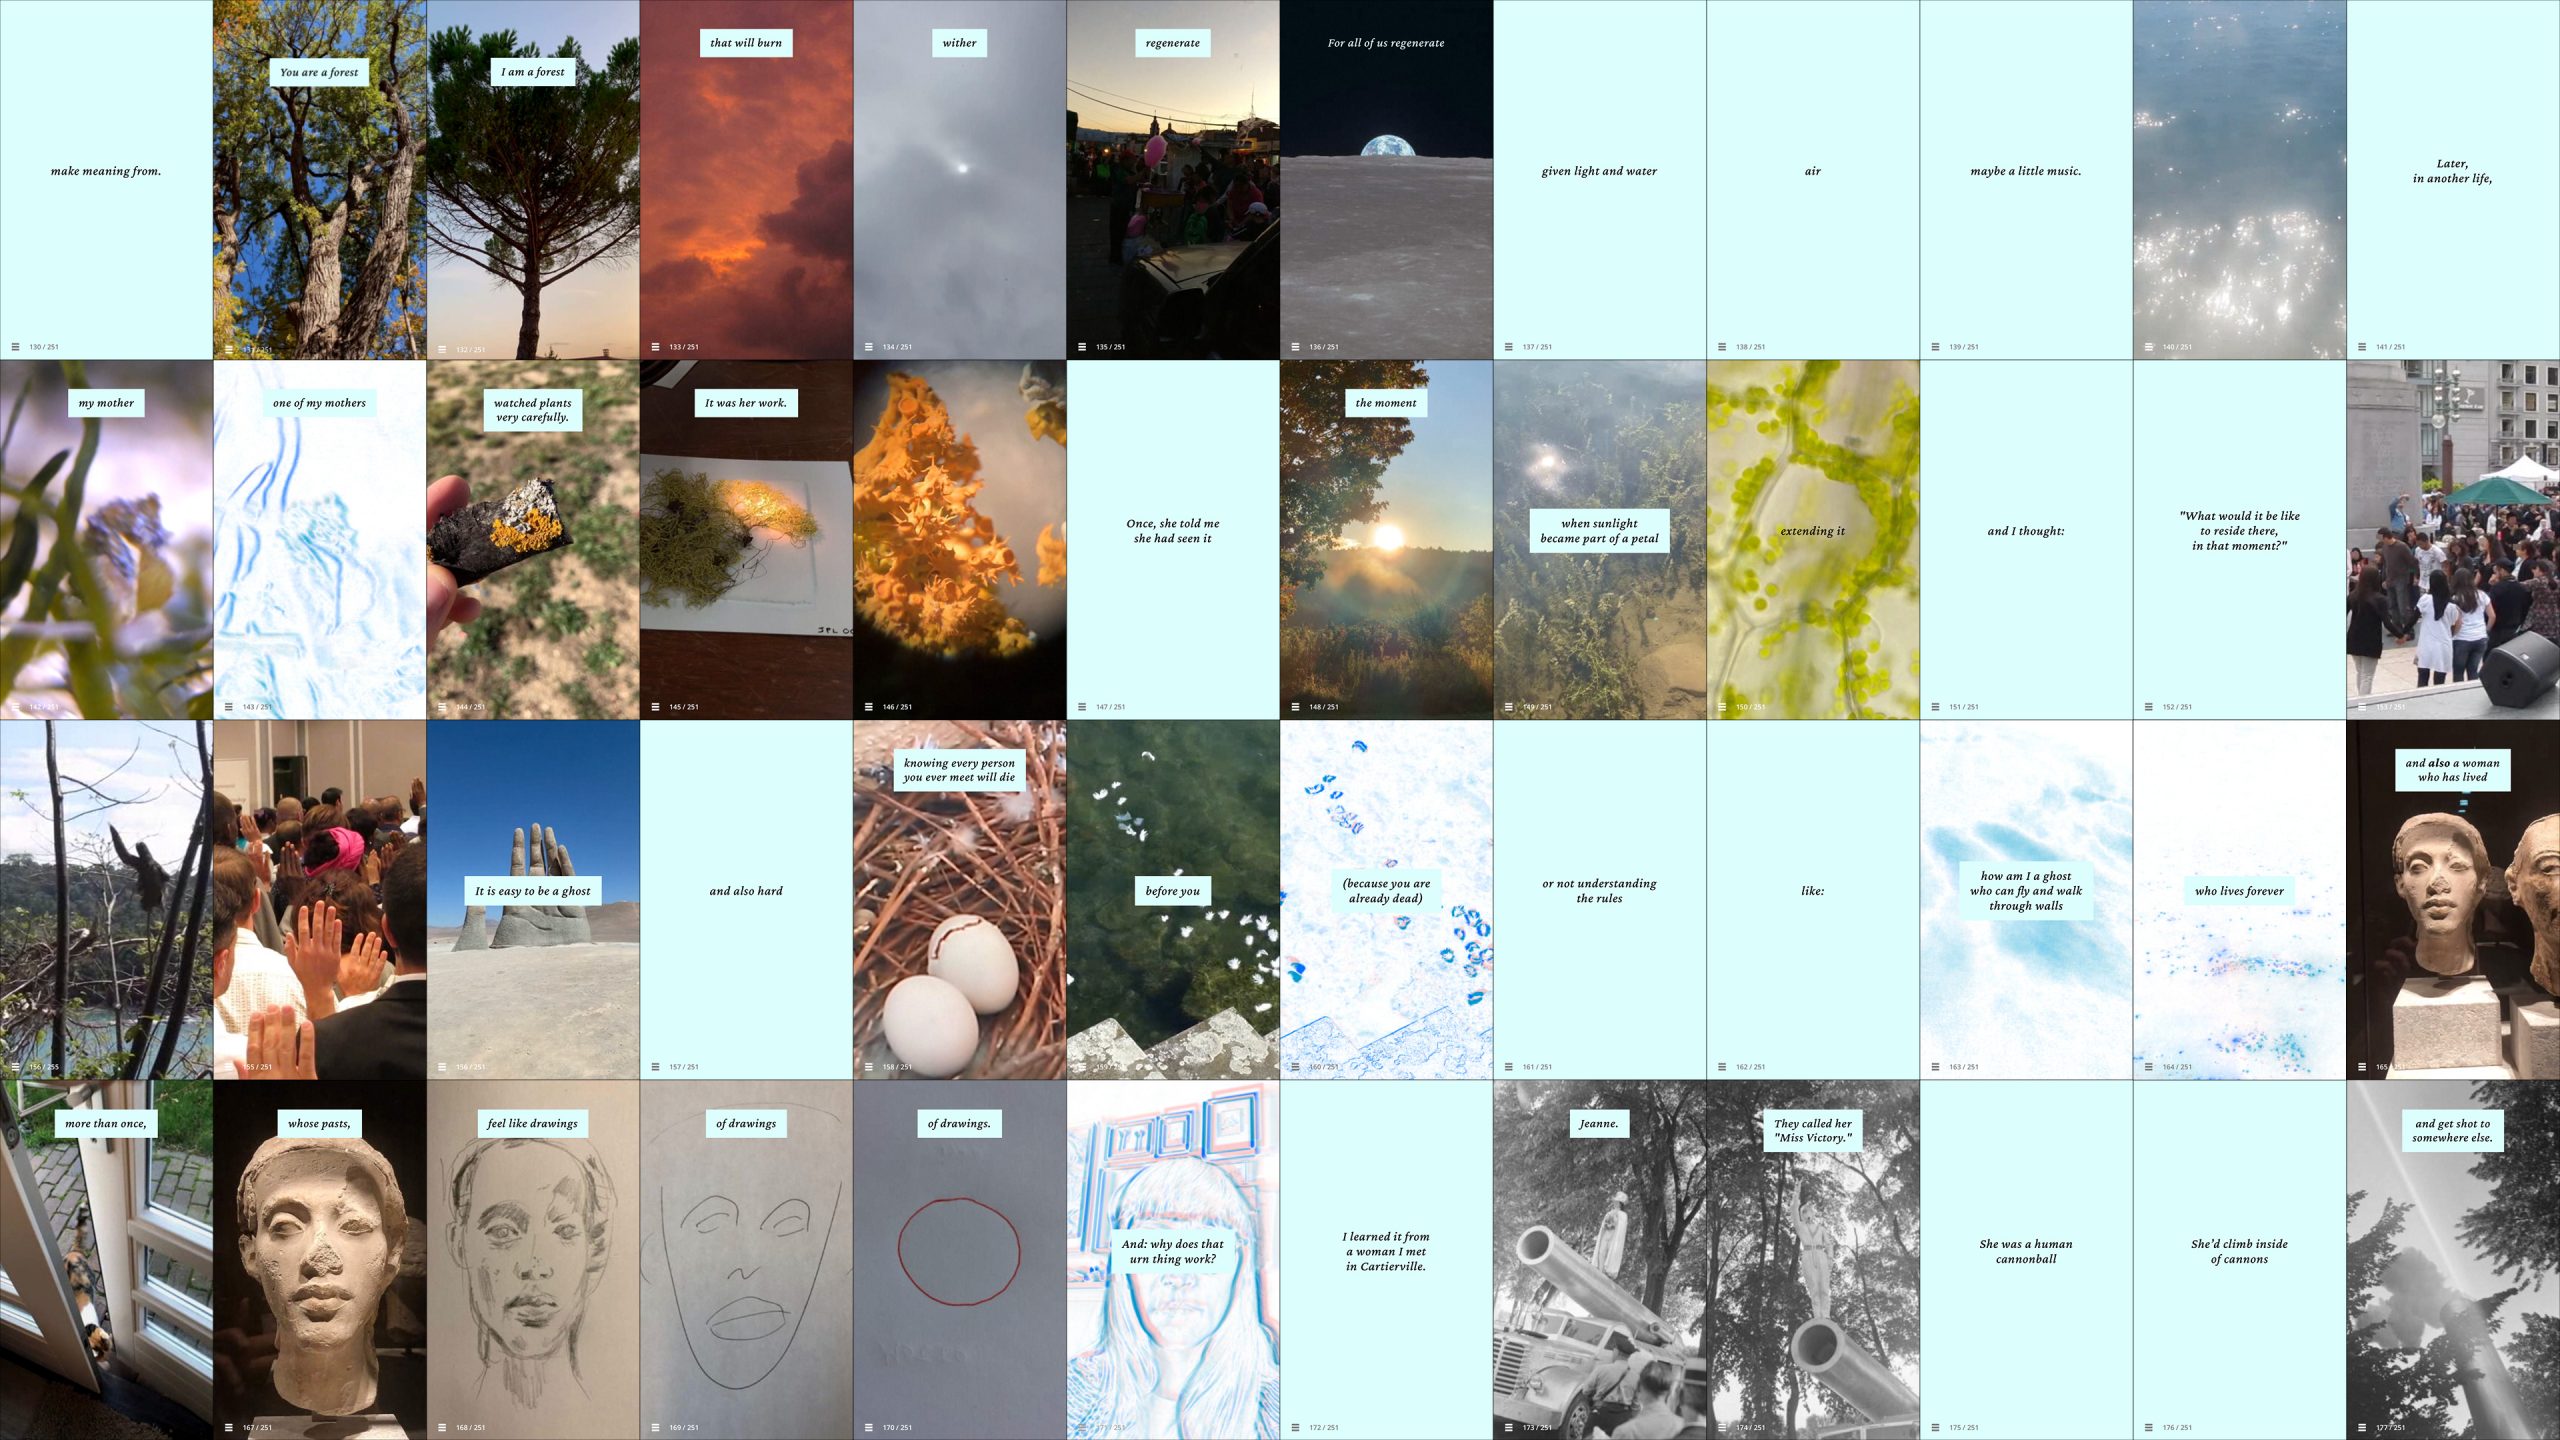 make meaning from.
130 / 251
You are a forest
131 / 251
I am a forest
132 / 251
that will burn
133 / 251
wither
134 / 251
regenerate
135 / 251
For all of us regenerate
136 / 251
given light and water
137 / 251
air
138 / 251
maybe a little music.
139 / 251
140 / 251
Later,
in another life,
141 / 251
my mother
142 / 251
one of my mothers
143 / 251
watched plants
very carefully.
144 / 251
It was her work.
145 / 251
146 / 251
Once, she told me
she had seen it
147 / 251
the moment
148 / 251
when sunlight
became part of a petal
149 / 251
extending it
150 / 251
and I thought:
151 / 251
"What would it be like
to reside there,
in that moment?"
152 / 251
153 / 251
155 / 251
It is easy to be a ghost
156 / 251
and also hard
157 / 251
knowing every person
you ever meet will die
158 / 251
before you
159 / 251
(because you are
already dead)
160 / 251
or not understanding
the rules
161 / 251
like:
162 / 251
how am I a ghost
who can fly and walk
through walls
163 / 251
who lives forever
164 / 251
and also a woman
who has lived
165 / 251
more than once,
whose pasts,
167 / 251
feel like drawings
168 / 251
of drawings
169 / 251
of drawings.
170 / 251
And: why does that
urn thing work?
171 / 251
I learned it from
a woman I met
in Cartierville.
172 / 251
Jeanne.
173 / 251
They called her
"Miss Victory."
174 / 251
She was a human
cannonball
175 / 251
She'd climb inside
of cannons
176 / 251
and get shot to
somewhere else.
177 / 251